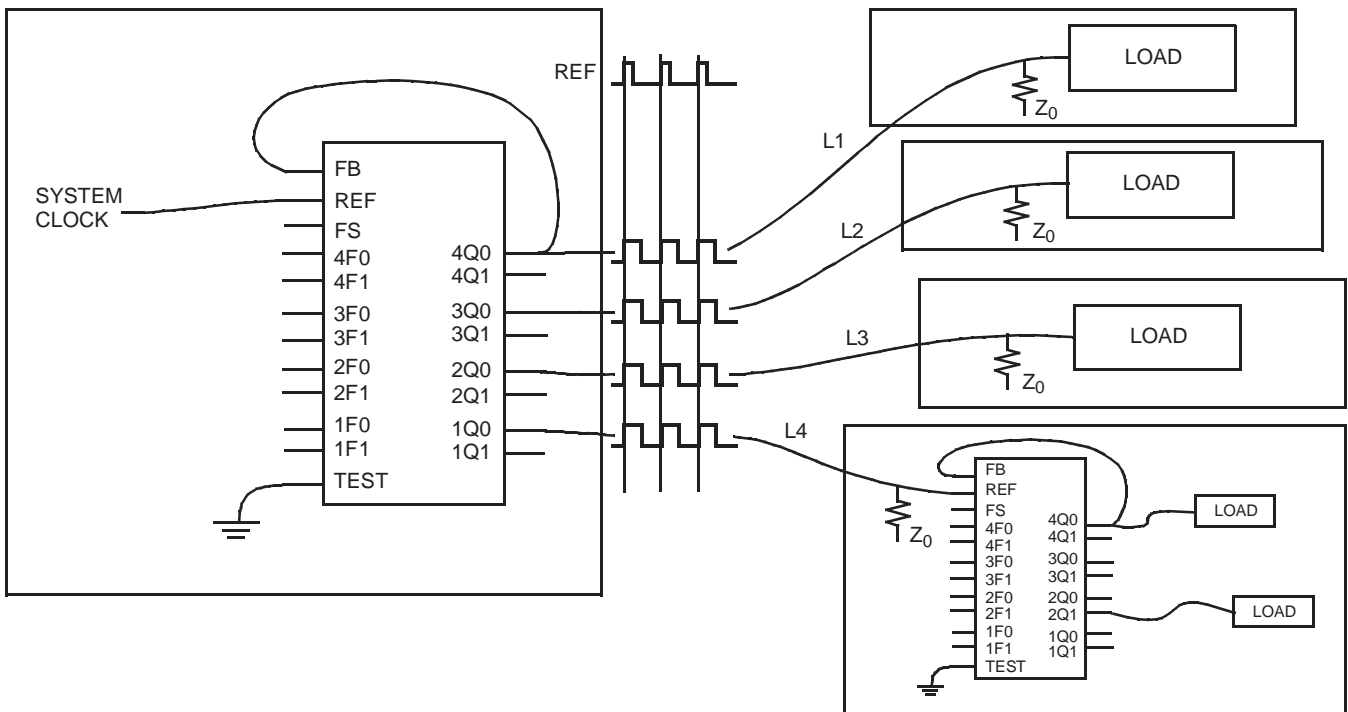 REF
LOAD
Z0
L1
LOAD
Z0
L2
SYSTEM
CLOCK
FB
REF
FS
4F0
4F1
3F0
3F1
2F0
2F1
1F0
1F1
TEST
4Q0
4Q1
3Q0
3Q1
2Q0
2Q1
1Q0
1Q1
L3
LOAD
Z0
L4
Z0
FB
REF
FS
4F0
4F1
3F0
3F1
2F0
2F1
1F0
1F1
TEST
4Q0
4Q1
3Q0
3Q1
2Q0
2Q1
1Q0
1Q1
LOAD
LOAD